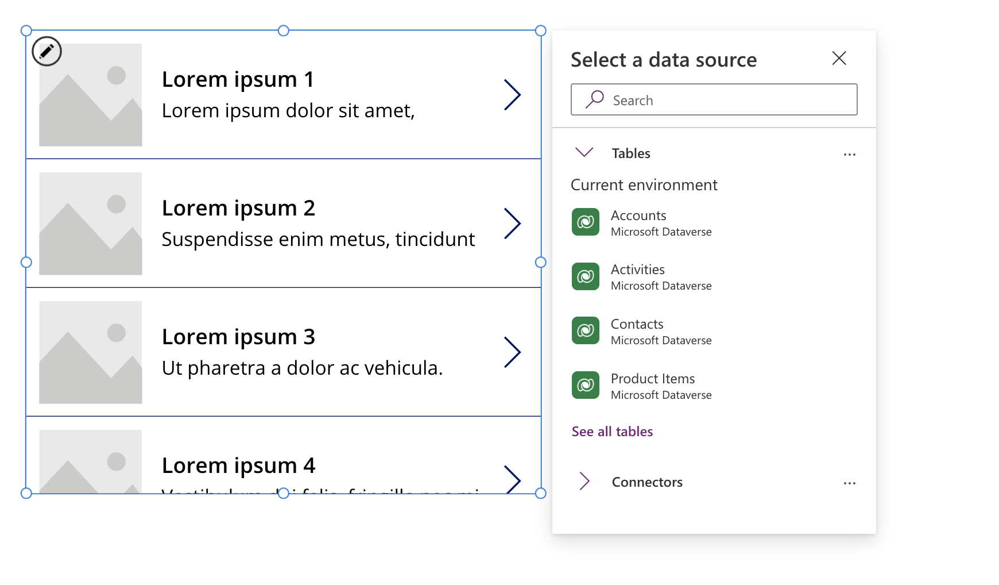 Lorem ipsum 1
Lorem ipsum dolor sit amet,
Lorem ipsum 2
Suspendisse enim metus, tincidunt
Lorem ipsum 3
Ut pharetra a dolor ac vehicula.
Lorem ipsum 4
Select a data source
Search
Tables
Current environment
Accounts
Microsoft Dataverse
Activities
Microsoft Dataverse
Contacts
Microsoft Dataverse
Product Items
Microsoft Dataverse
See all tables
Connectors